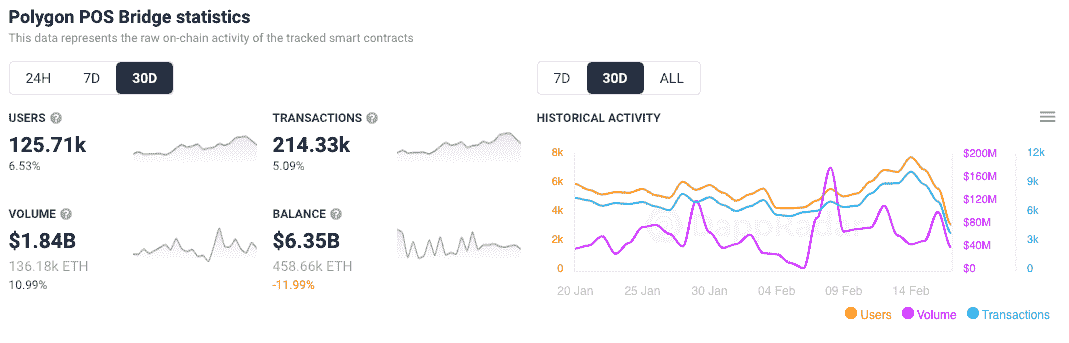 Polygon POS Bridge statistics
This data represents the raw on-chain activity of the tracked smart contracts
24H 7D 30D
7D 30D ALL
USERS ?
125.71k
6.53%
TRANSACTIONS ?
214.33k
5.09%
HISTORICAL ACTIVITY
VOLUME ?
$1.84B
136.18k ETH
10.99%
BALANCE ?
$6.35B
458.66k ETH
-11.99%
8k
6k
4k
2k
0
$200M
$160M
$120M
$80M
$40M
$0
12k
9k
6k
3k
0
20 Jan 25 Jan 30 Jan 04 Feb 09 Feb 14 Feb
Users Volume Transactions